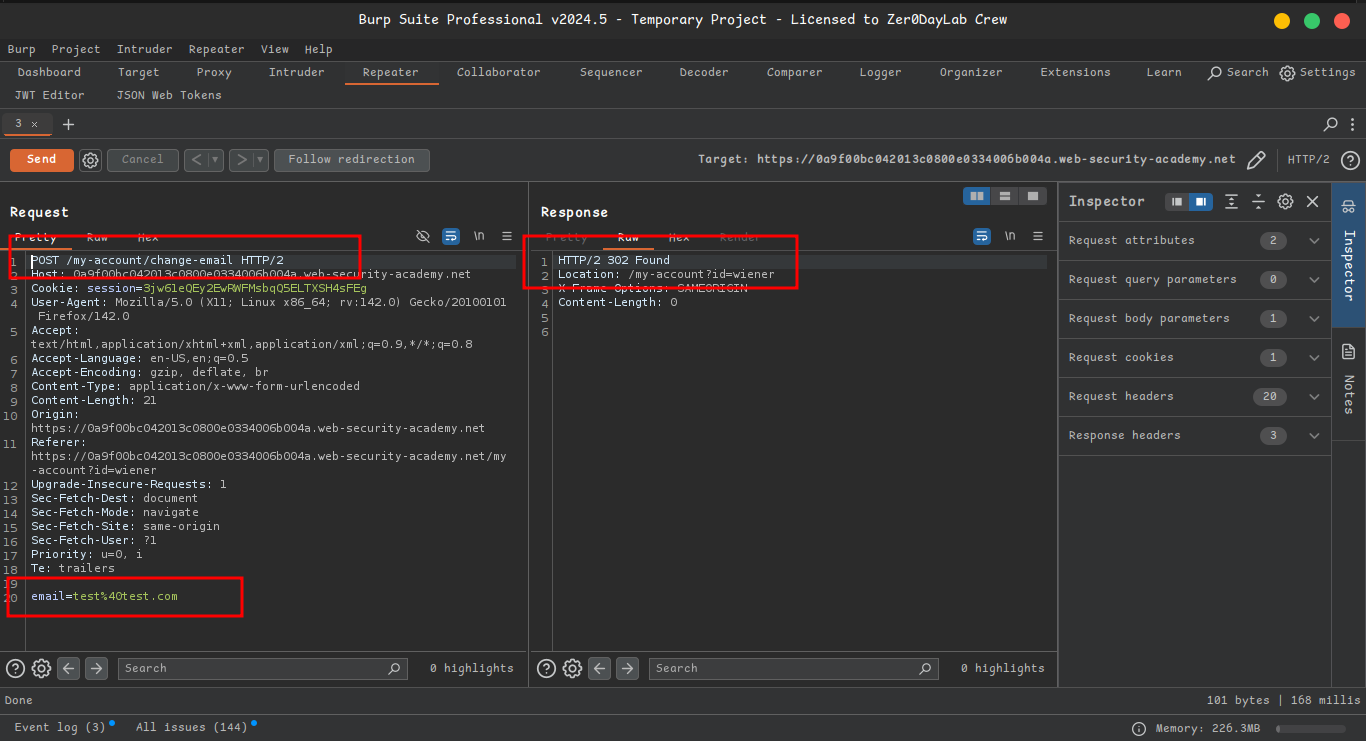 Burp Suite Professional v2024.5 - Temporary Project - Licensed to Zer0DayLab Crew
Burp Project Intruder Repeater View Help
Dashboard Target Proxy Intruder Repeater Collaborator Sequencer Decoder Comparer Logger Organizer Extensions Learn Search Settings
JWT Editor JSON Web Tokens
3 × +
Send Cancel < > Follow redirection Target: https://0a9f00bc042013c0800e0334006b004a.web-security-academy.net HTTP/2
Request
Pretty Raw Hex \n
1 POST /my-account/change-email HTTP/2
2 Host: 0a9f00bc042013c0800e0334006b004a.web-security-academy.net
3 Cookie: session=3jw6leQEy2EwRWFMsbqQ5ELTXSH4sFEg
4 User-Agent: Mozilla/5.0 (X11; Linux x86_64; rv:142.0) Gecko/20100101
Firefox/142.0
5 Accept:
text/html,application/xhtml+xml,application/xml;q=0.9,*/*;q=0.8
6 Accept-Language: en-US,en;q=0.5
7 Accept-Encoding: gzip, deflate, br
8 Content-Type: application/x-www-form-urlencoded
9 Content-Length: 21
10 Origin:
https://0a9f00bc042013c0800e0334006b004a.web-security-academy.net
11 Referer:
https://0a9f00bc042013c0800e0334006b004a.web-security-academy.net/my
-account?id=wiener
12 Upgrade-Insecure-Requests: 1
13 Sec-Fetch-Dest: document
14 Sec-Fetch-Mode: navigate
15 Sec-Fetch-Site: same-origin
16 Sec-Fetch-User: ?1
17 Priority: u=0, i
18 Te: trailers
19
20 email=test%40test.com
Search 0 highlights
Response
Pretty Raw Hex Render \n
1 HTTP/2 302 Found
2 Location: /my-account?id=wiener
3 X-Frame-Options: SAMEORIGIN
4 Content-Length: 0
5
6
Search 0 highlights
Inspector
Request attributes 2
Request query parameters 0
Request body parameters 1
Request cookies 1
Request headers 20
Response headers 3
Inspector
Notes
Done 101 bytes | 168 millis
Event log (3) All issues (144) Memory: 226.3MB